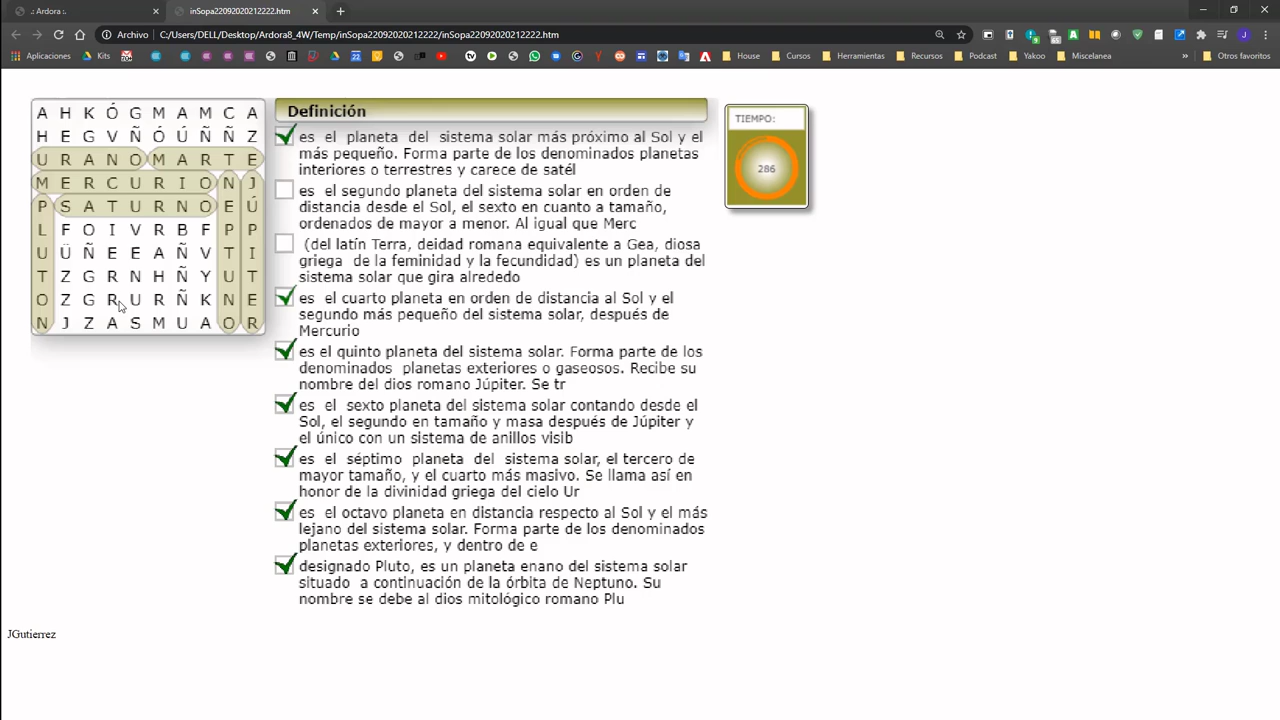 .: Ardora :.
inSopa22092020212222.htm
Archivo
C:/Users/DELL/Desktop/Ardora8_4W/Temp/inSopa22092020212222/inSopa22092020212222.htm
Aplicaciones
Kits
House
Cursos
Herramientas
Recursos
Podcast
Yakoo
Miscelanea
»
Otros favoritos
A H K Ó G M A M C A
H E G V Ñ Ó Ú Ñ Ñ Z
U R A N O M A R T E
M E R C U R I O N J
P S A T U R N O E Ú
L F O I V R B F P P
U Ü Ñ E E A Ñ V T I
T Z G R N H Ñ Y U T
O Z G R U R Ñ K N E
N J Z A S M U A O R
Definición
es el planeta del sistema solar más próximo al Sol y el
más pequeño. Forma parte de los denominados planetas
interiores o terrestres y carece de satél
es el segundo planeta del sistema solar en orden de
distancia desde el Sol, el sexto en cuanto a tamaño,
ordenados de mayor a menor. Al igual que Merc
(del latín Terra, deidad romana equivalente a Gea, diosa
griega de la feminidad y la fecundidad) es un planeta del
sistema solar que gira alrededo
es el cuarto planeta en orden de distancia al Sol y el
segundo más pequeño del sistema solar, después de
Mercurio
es el quinto planeta del sistema solar. Forma parte de los
denominados planetas exteriores o gaseosos. Recibe su
nombre del dios romano Júpiter. Se tr
es el sexto planeta del sistema solar contando desde el
Sol, el segundo en tamaño y masa después de Júpiter y
el único con un sistema de anillos visib
es el séptimo planeta del sistema solar, el tercero de
mayor tamaño, y el cuarto más masivo. Se llama así en
honor de la divinidad griega del cielo Ur
es el octavo planeta en distancia respecto al Sol y el más
lejano del sistema solar. Forma parte de los denominados
planetas exteriores, y dentro de e
designado Pluto, es un planeta enano del sistema solar
situado a continuación de la órbita de Neptuno. Su
nombre se debe al dios mitológico romano Plu
TIEMPO:
286
JGutierrez